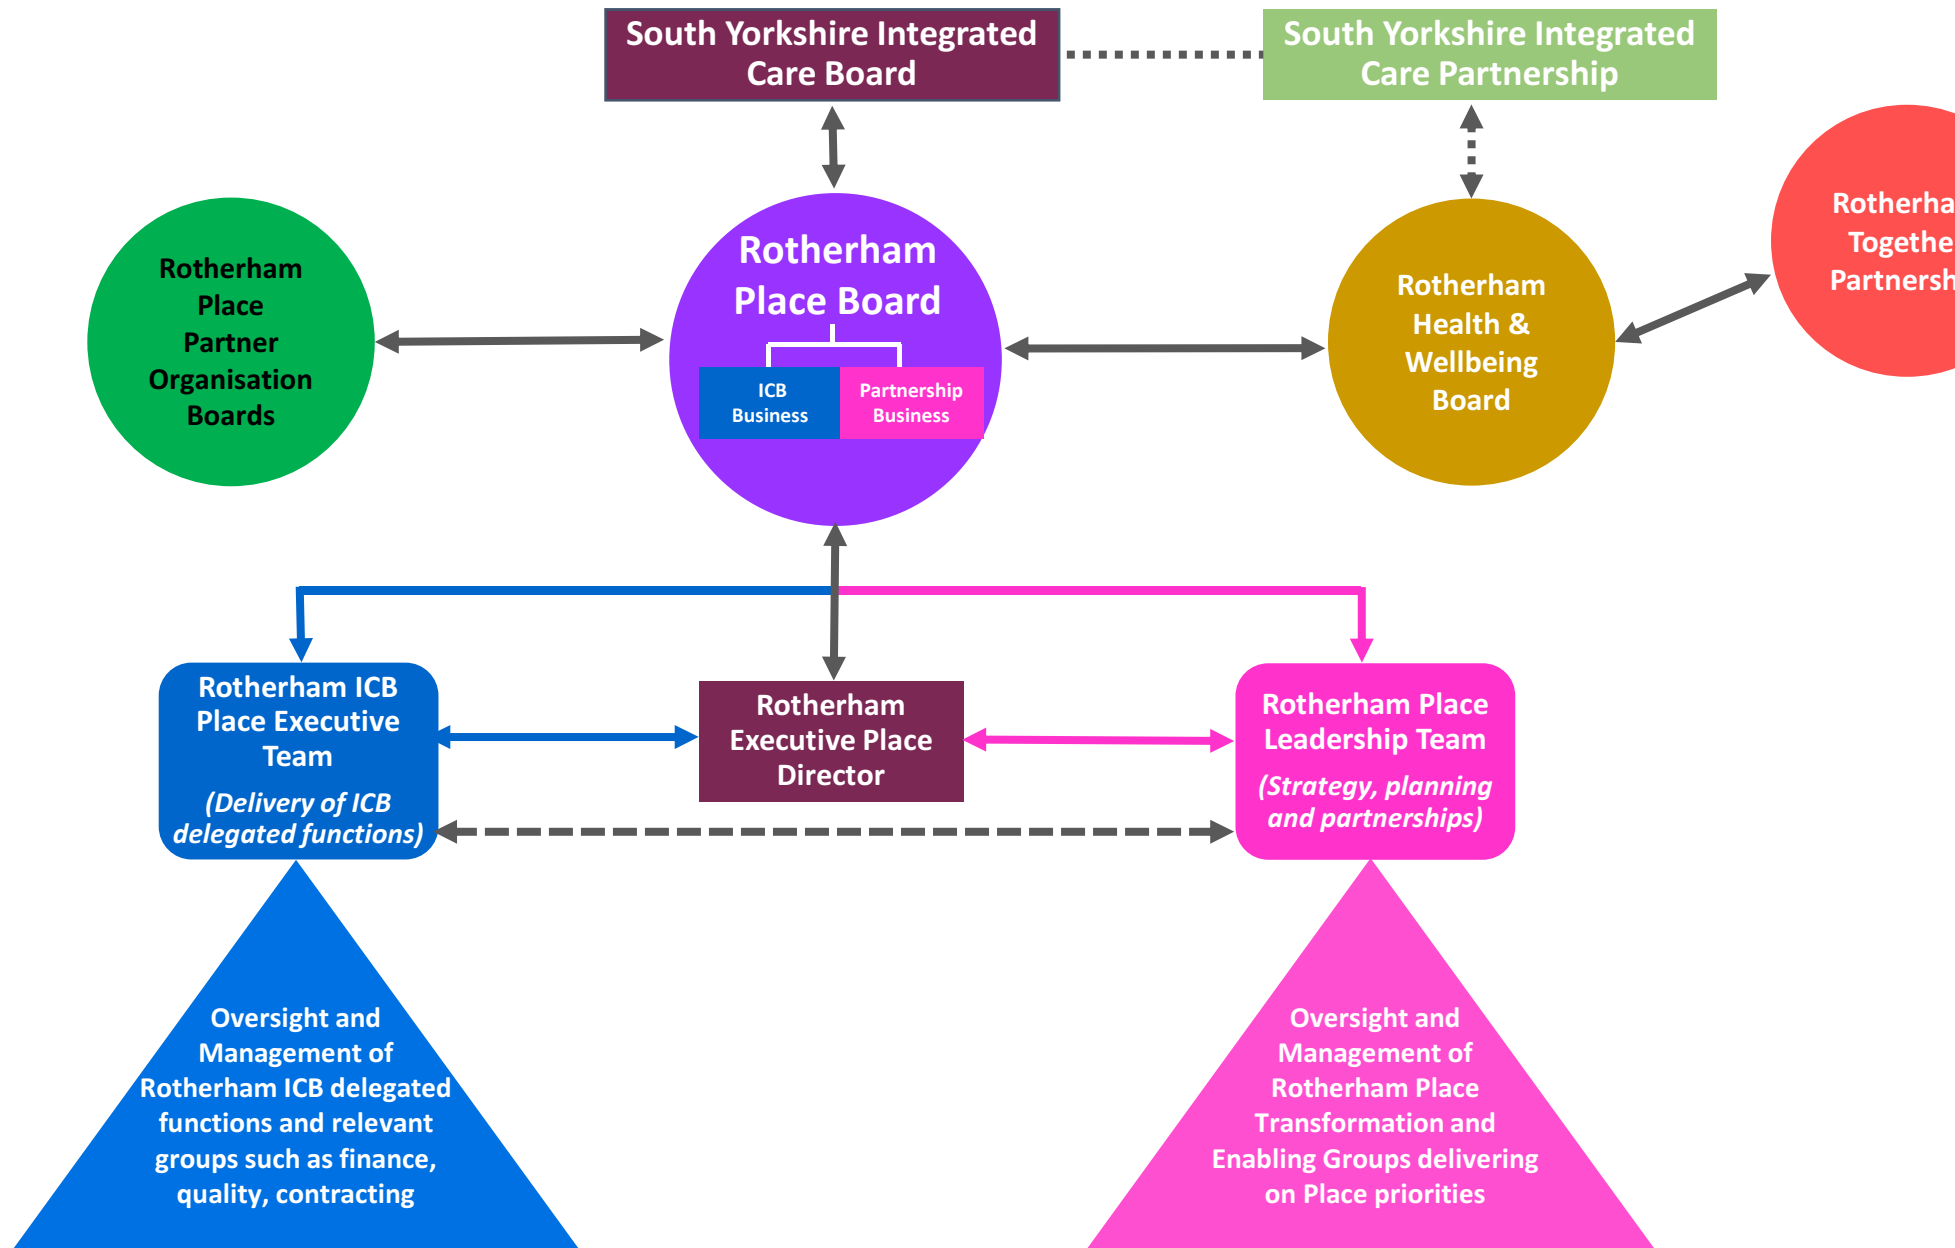 South Yorkshire Integrated
Care Board
South Yorkshire Integrated
Care Partnership
Rotherham
Place
Partner
Organisation
Boards
Rotherham
Place Board
ICB
Business
Partnership
Business
Rotherham
Health &
Wellbeing
Board
Rotherha
Togethe
Partnersh
Rotherham ICB
Place Executive
Team
(Delivery of ICB
delegated functions)
Rotherham
Executive Place
Director
Rotherham Place
Leadership Team
(Strategy, planning
and partnerships)
Oversight and
Management of
Rotherham ICB delegated
functions and relevant
groups such as finance,
quality, contracting
Oversight and
Management of
Rotherham Place
Transformation and
Enabling Groups delivering
on Place priorities